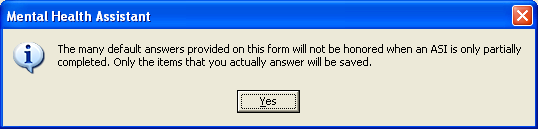 Mental Health Assistant
The many default answers provided on this form will not be honored when an ASI is only partially
completed. Only the items that you actually answer will be saved.
Yes